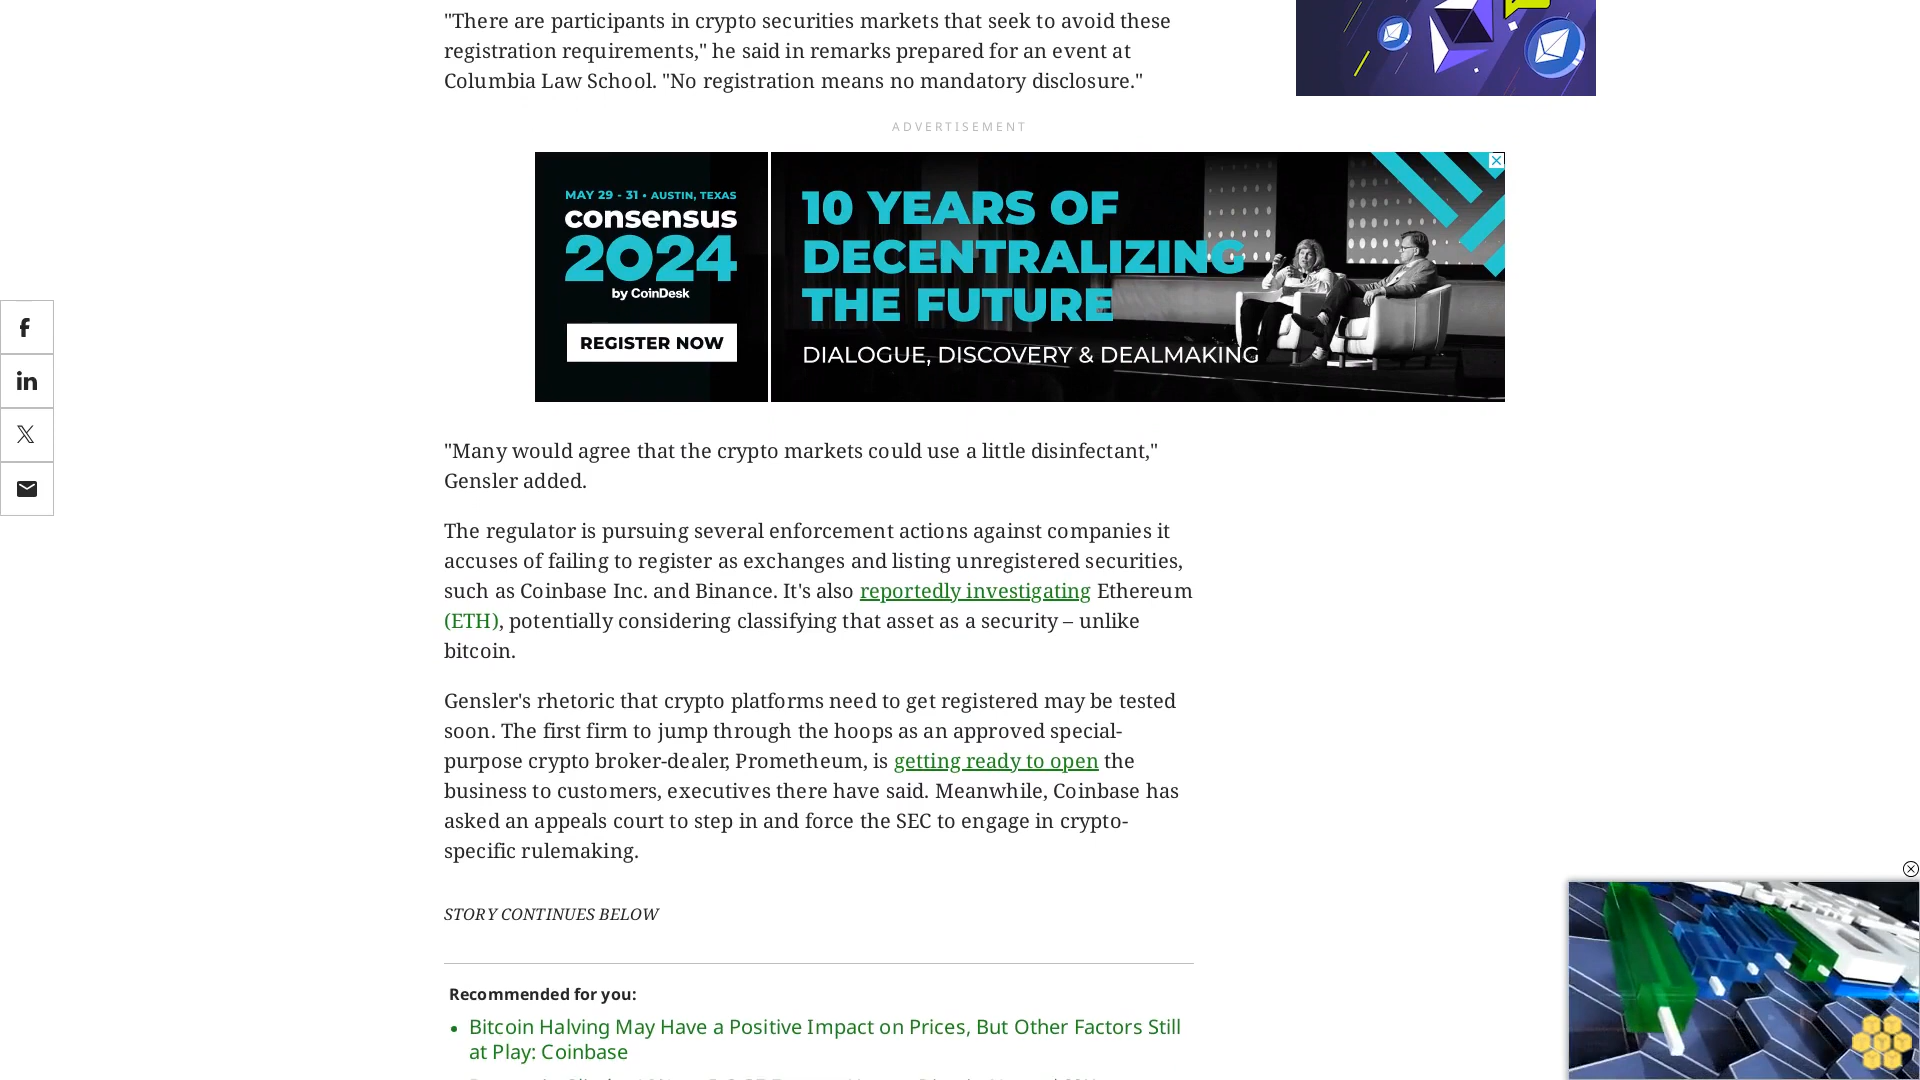 "There are participants in crypto securities markets that seek to avoid these
registration requirements," he said in remarks prepared for an event at
Columbia Law School. "No registration means no mandatory disclosure."
ADVERTISEMENT
MAY 29 - 31 • AUSTIN, TEXAS
consensus
2024
by CoinDesk
REGISTER NOW
10 YEARS OF
DECENTRALIZING
THE FUTURE
DIALOGUE, DISCOVERY & DEALMAKING
"Many would agree that the crypto markets could use a little disinfectant,"
Gensler added.
The regulator is pursuing several enforcement actions against companies it
accuses of failing to register as exchanges and listing unregistered securities,
such as Coinbase Inc. and Binance. It's also reportedly investigating Ethereum
(ETH), potentially considering classifying that asset as a security – unlike
bitcoin.
Gensler's rhetoric that crypto platforms need to get registered may be tested
soon. The first firm to jump through the hoops as an approved special-
purpose crypto broker-dealer, Prometheum, is getting ready to open the
business to customers, executives there have said. Meanwhile, Coinbase has
asked an appeals court to step in and force the SEC to engage in crypto-
specific rulemaking.
STORY CONTINUES BELOW
Recommended for you:
• Bitcoin Halving May Have a Positive Impact on Prices, But Other Factors Still
at Play: Coinbase